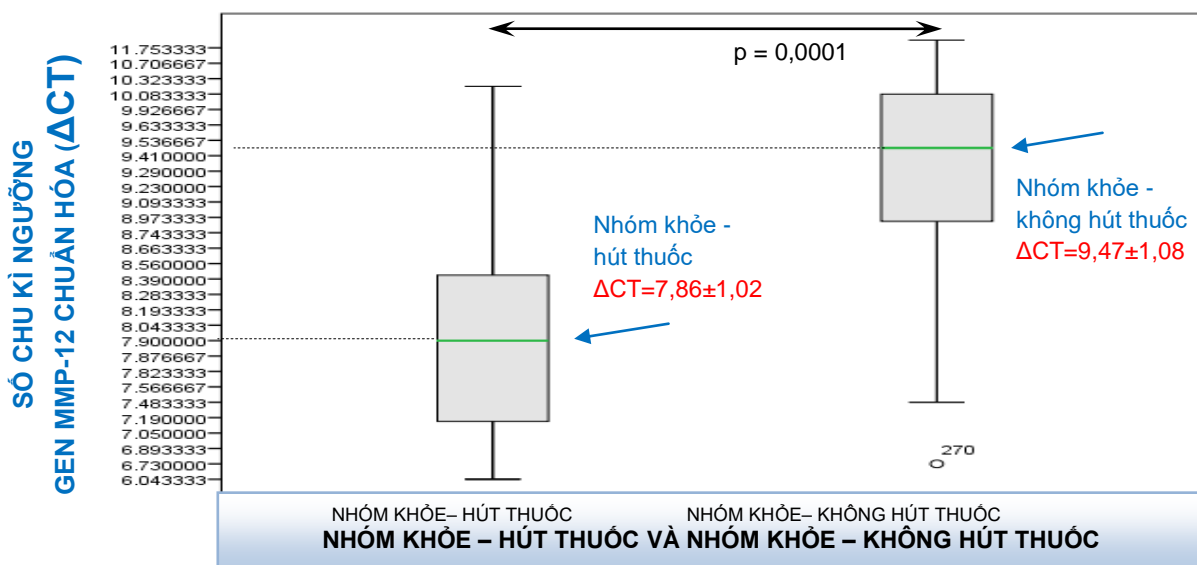 SỐ CHU KÌ NGƯỠNG
GEN MMP-12 CHUẨN HÓA (ΔCT)
11.753333
10.706667
10.323333
10.083333
9.926667
9.633333
9.536667
9.410000
9.290000
9.230000
9.093333
8.973333
8.743333
8.663333
8.560000
8.390000
8.283333
8.193333
8.043333
7.900000
7.876667
7.823333
7.566667
7.483333
7.190000
7.050000
6.893333
6.730000
6.043333
p = 0,0001
Nhóm khỏe -
hút thuốc
ΔCT=7,86±1,02
Nhóm khỏe -
không hút thuốc
ΔCT=9,47±1,08
270
NHÓM KHỎE– HÚT THUỐC
NHÓM KHỎE– KHÔNG HÚT THUỐC
NHÓM KHỎE – HÚT THUỐC VÀ NHÓM KHỎE – KHÔNG HÚT THUỐC